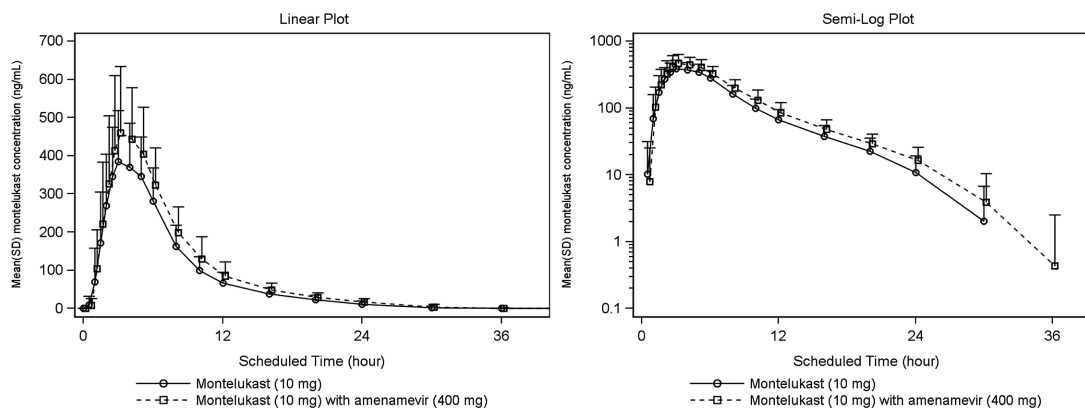 Linear Plot
Mean(SD) montelukast concentration (ng/mL)
700
600
500
400
300
200
100
0
0 12 24 36
Scheduled Time (hour)
Montelukast (10 mg)
Montelukast (10 mg) with amenamevir (400 mg)
Semi-Log Plot
Mean(SD) montelukast concentration (ng/mL)
1000
100
10
1
0.1
0 12 24 36
Scheduled Time (hour)
Montelukast (10 mg)
Montelukast (10 mg) with amenamevir (400 mg)